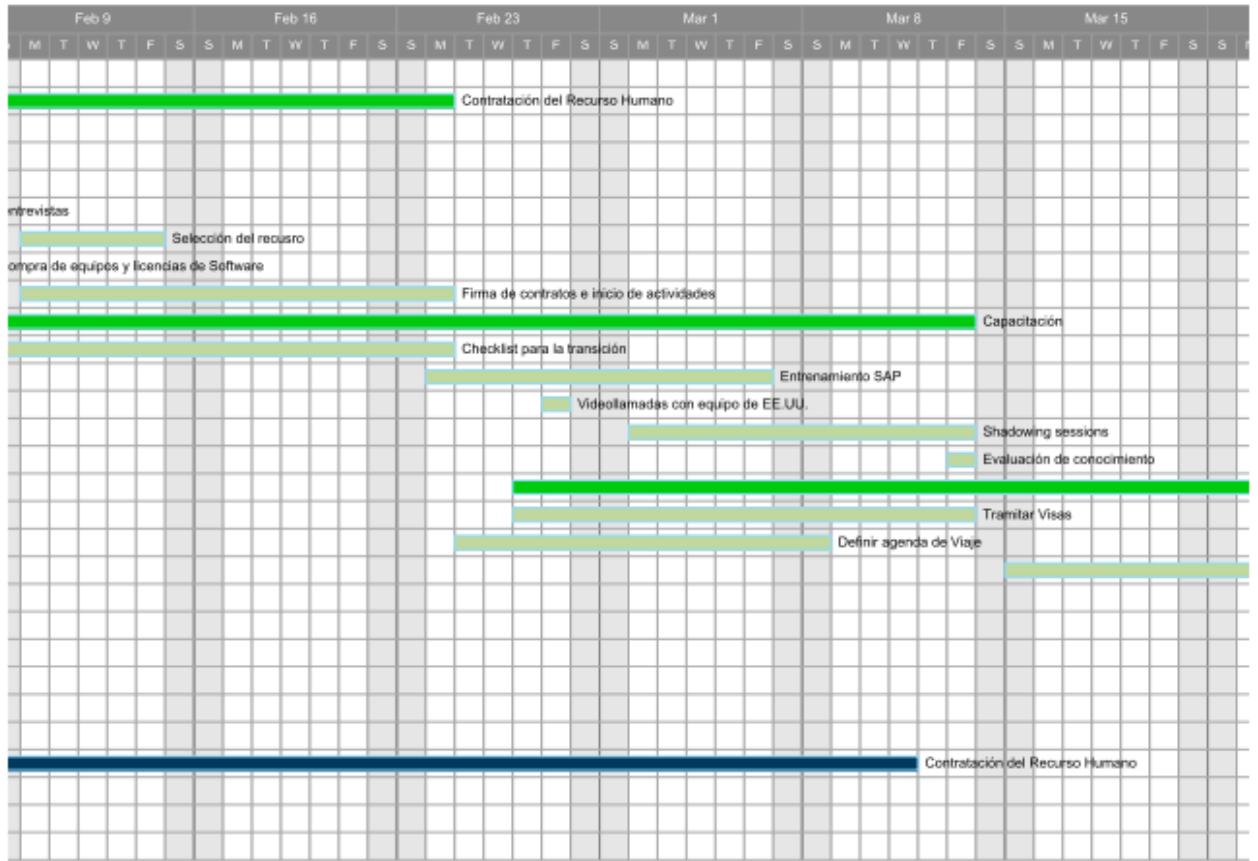 Feb 9 Feb 16 Feb 23 Mar 1 Mar 8 Mar 15
M T W T F S S M T W T F S S M T W T F S S M T W T F S S M T W T F S S M T W T F S S
Contratación del Recurso Humano
entrevistas
Selección del recusro
ompra de equipos y licencias de Software
Firma de contratos e inicio de actividades
Capacitación
Checklist para la transición
Entrenamiento SAP
Videollamadas con equipo de EE.UU.
Shadowing sessions
Evaluación de conocimiento
Tramitar Visas
Definir agenda de Viaje
Contratación del Recurso Humano